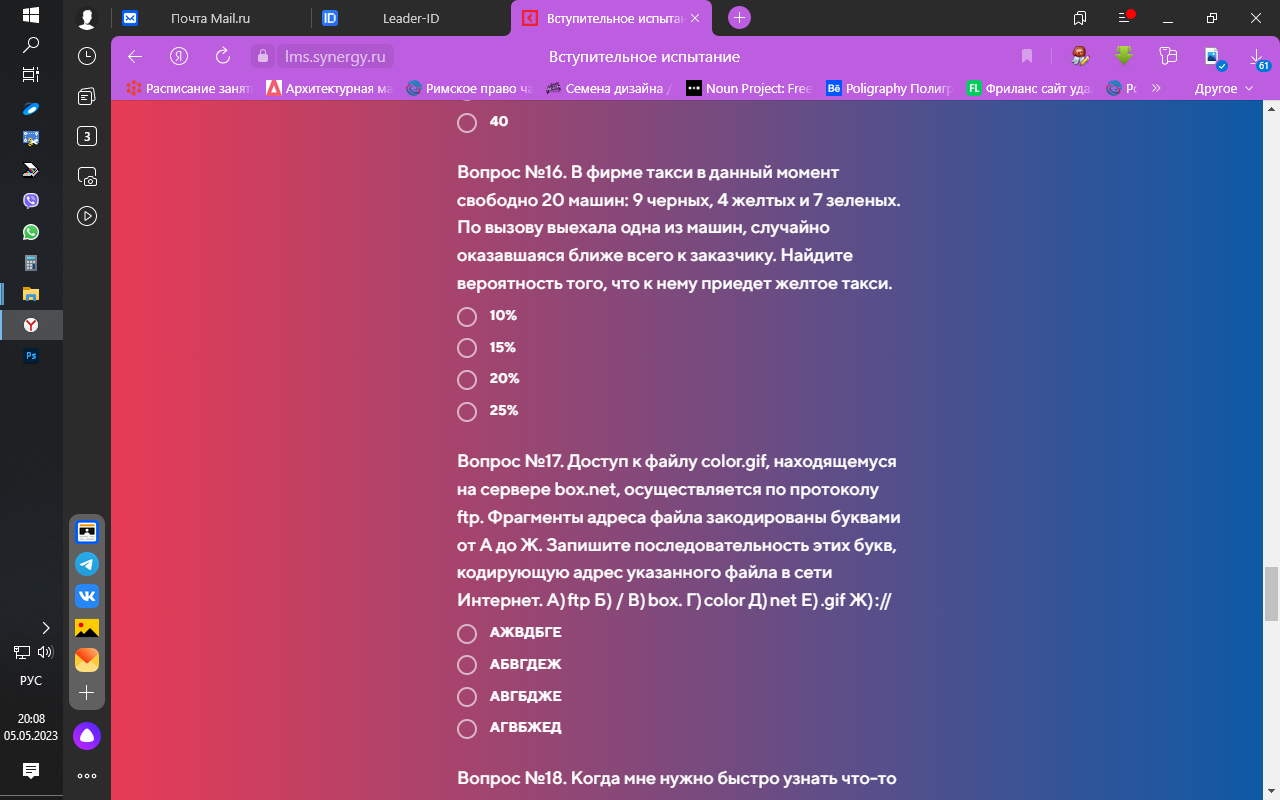 Почта Mail.ru
ID
Leader-ID
Вступительное испыта
lms.synergy.ru
Вступительное испытание
61
Расписание занят
Архитектурная ма
Римское право ча
Семена дизайна /
Noun Project: Free
Bē
Poligraphy Полигр
FL
Фриланс сайт уда
Ро
»
Другое
3
40
Вопрос №16. В фирме такси в данный момент
свободно 20 машин: 9 черных, 4 желтых и 7 зеленых.
По вызову выехала одна из машин, случайно
оказавшаяся ближе всего к заказчику. Найдите
вероятность того, что к нему приедет желтое такси.
10%
15%
20%
25%
Вопрос №17. Доступ к файлу color.gif, находящемуся
на сервере box.net, осуществляется по протоколу
ftp. Фрагменты адреса файла закодированы буквами
от А до Ж. Запишите последовательность этих букв,
кодирующую адрес указанного файла в сети
Интернет. А) ftp Б) / В) box. Г) color Д) net Е) .gif Ж) ://
АЖВДБГЕ
АБВГДЕЖ
АВГБДЖЕ
АГВБЖЕД
Вопрос №18. Когда мне нужно быстро узнать что-то
Ps
РУС
20:08
05.05.2023